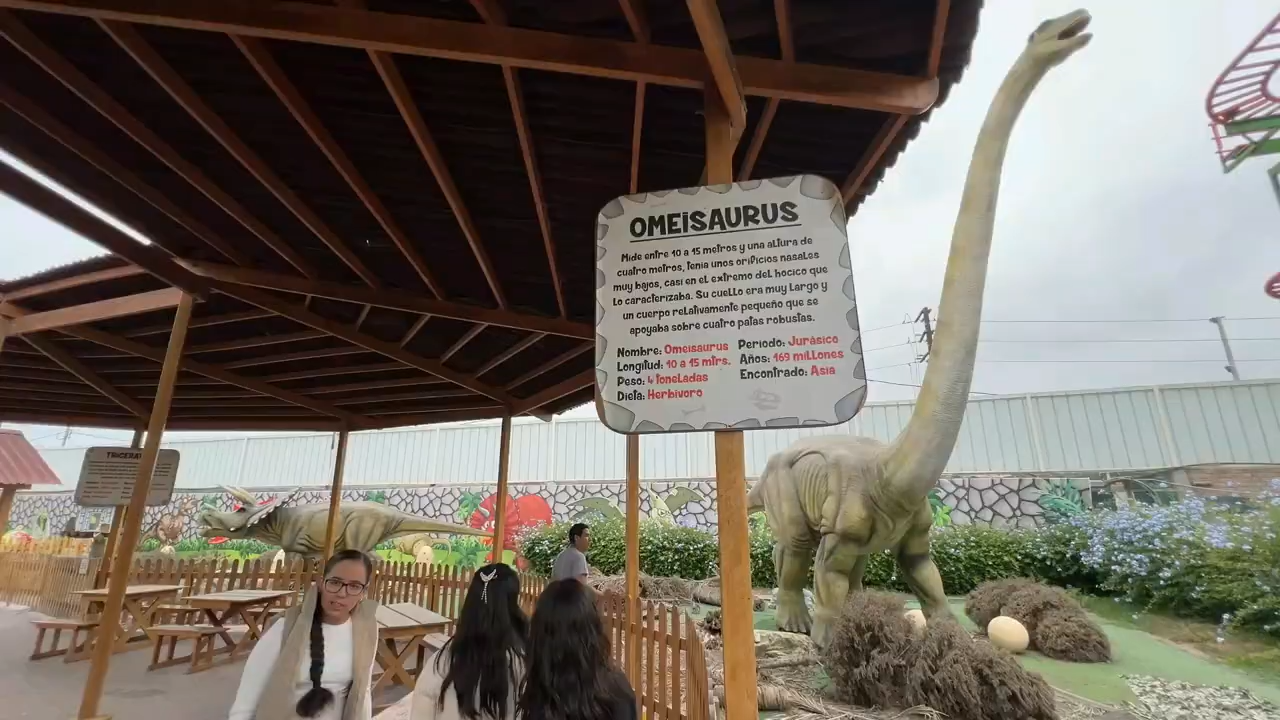 OMEISAURUS
Mide entre 10 a 15 metros y una altura de
cuatro metros, tenia unos orificios nasales
muy bajos, casi en el extremo del hocico que
lo caracterizaba. Su cuello era muy largo y
un cuerpo relativamente pequeño que se
apoyaba sobre cuatro patas robustas.
Nombre: Omeisaurus
Longitud: 10 a 15 mtrs.
Peso: 4 toneladas
Dieta: Herbivoro
Periodo: Jurásico
Años: 169 millones
Encontrado: Asia